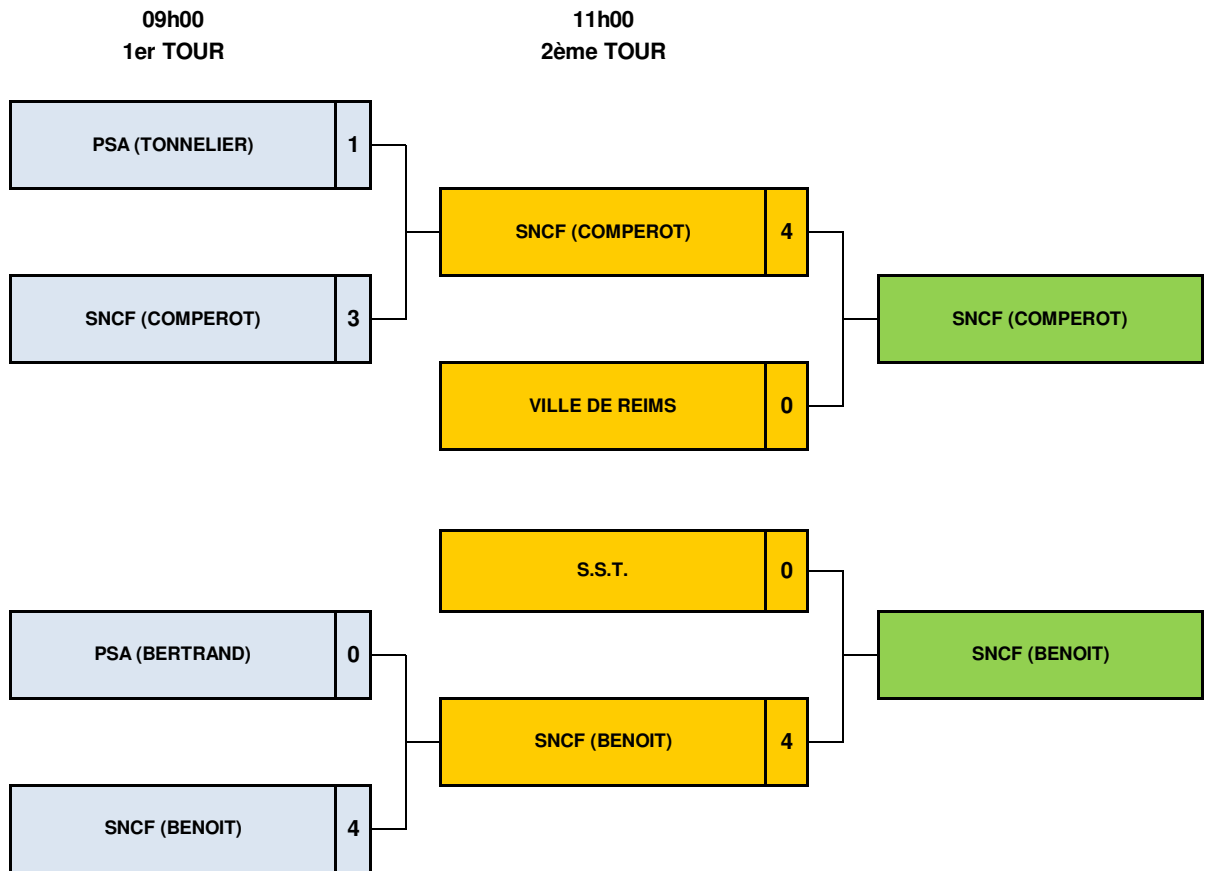 09h00
11h00
1er TOUR
2ème TOUR
PSA (TONNELIER)
1
SNCF (COMPEROT)
4
SNCF (COMPEROT)
3
SNCF (COMPEROT)
VILLE DE REIMS
0
S.S.T.
0
PSA (BERTRAND)
0
SNCF (BENOIT)
SNCF (BENOIT)
4
SNCF (BENOIT)
4